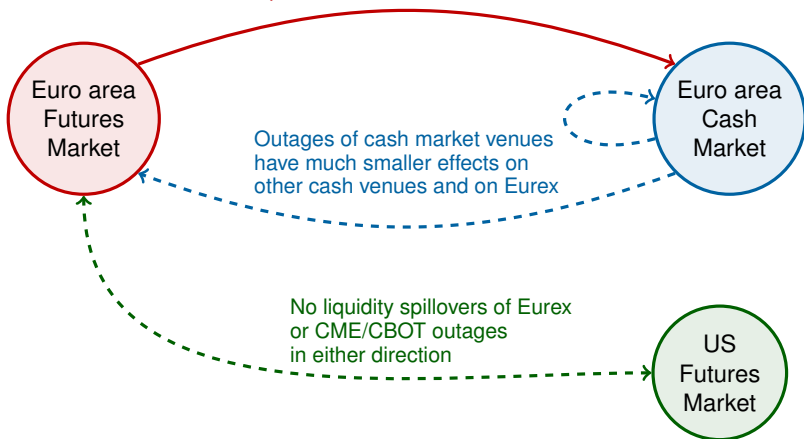 Euro area
Futures
Market
Euro area
Cash
Market
Outages of cash market venues
have much smaller effects on
other cash venues and on Eurex
No liquidity spillovers of Eurex
or CME/CBOT outages
in either direction
US
Futures
Market